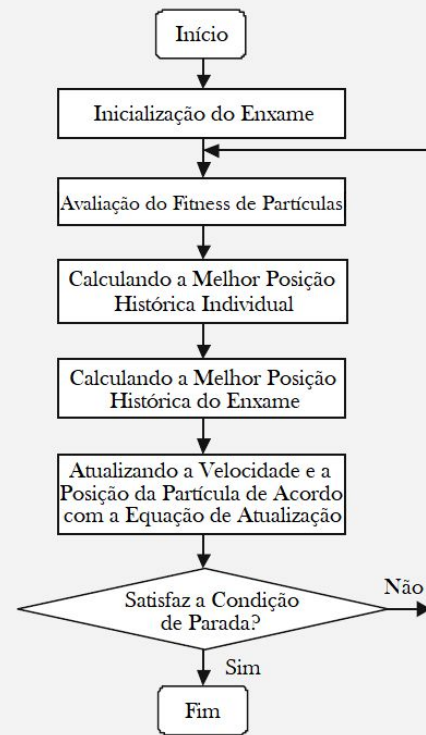 Início
Inicialização do Enxame
Avaliação do Fitness de Partículas
Calculando a Melhor Posição
Histórica Individual
Calculando a Melhor Posição
Histórica do Enxame
Atualizando a Velocidade e a
Posição da Partícula de Acordo
com a Equação de Atualização
Satisfaz a Condição
de Parada?
Não
Sim
Fim